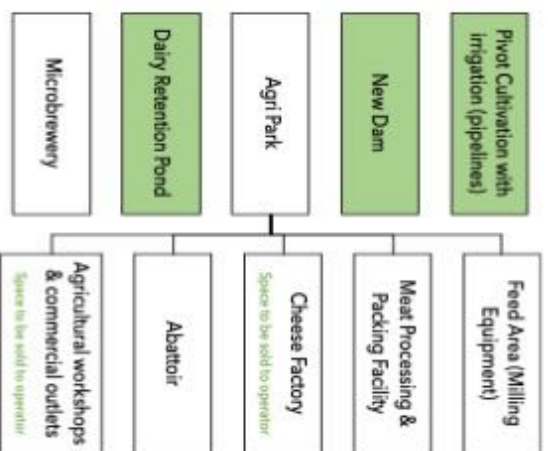 Pivot Cultivation with
irrigation (pipelines)
New Dam
Agri Park
Dairy Retention Pond
Microbrewery
Feed Area (Milling
Equipment)
Meat Processing &
Packing Facility
Cheese Factory
Space to be sold to operator
Abattoir
Agricultural workshops
& commercial outlets
Space to be sold to operator